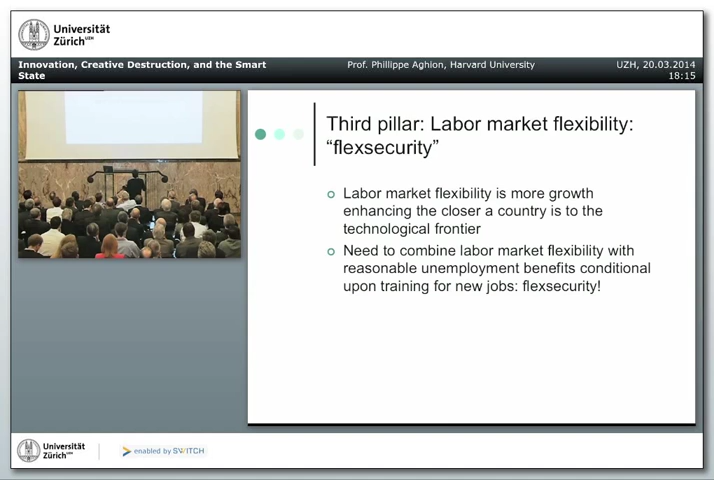 Universität
Zürich UZH
Innovation, Creative Destruction, and the Smart
State
Prof. Phillippe Aghion, Harvard University
UZH, 20.03.2014
18:15
Third pillar: Labor market flexibility:
“flexsecurity”
Labor market flexibility is more growth
enhancing the closer a country is to the
technological frontier
Need to combine labor market flexibility with
reasonable unemployment benefits conditional
upon training for new jobs: flexsecurity!
Universität
Zürich UZH
enabled by SWITCH